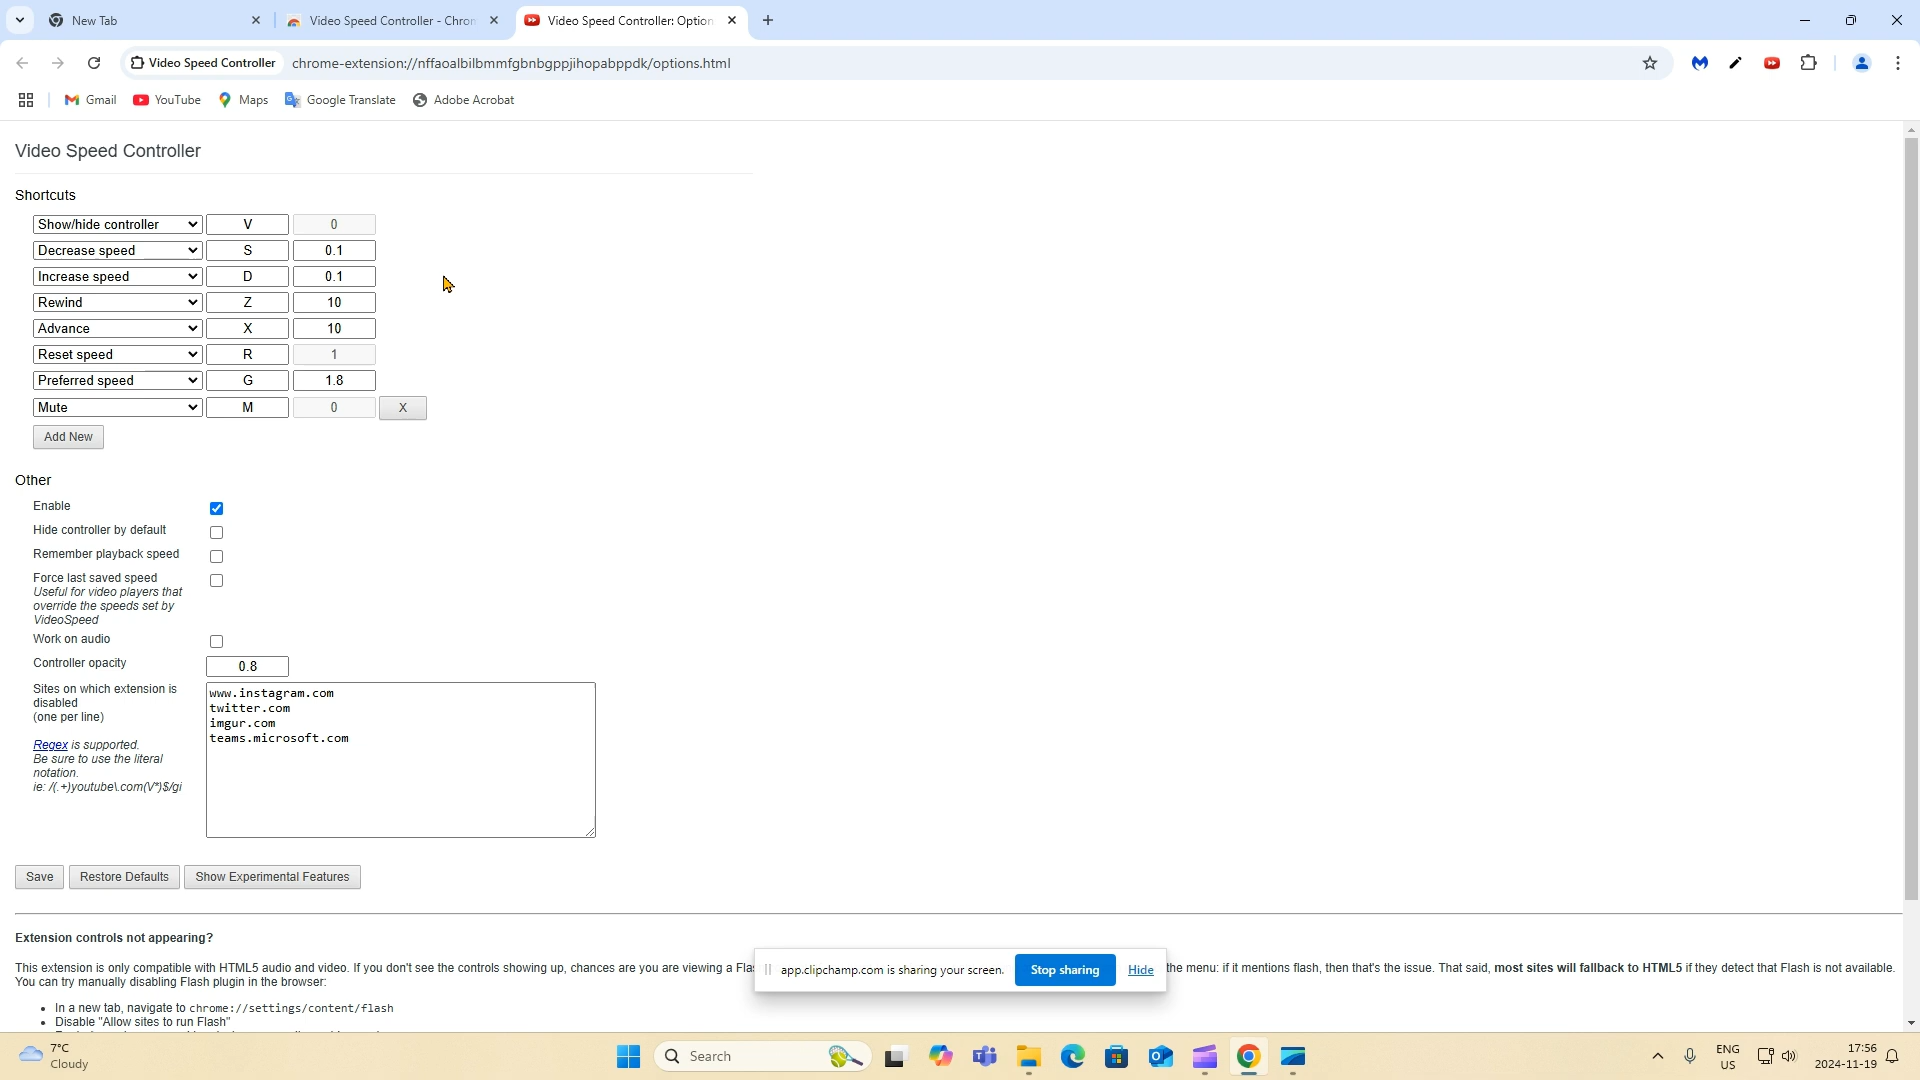 New Tab
Video Speed Controller - Chrom
Video Speed Controller: Option
Video Speed Controller
chrome-extension://nffaoalbilbmmfgbnbgppjihopabppdk/options.html
Gmail
YouTube
Maps
Google Translate
Adobe Acrobat
Video Speed Controller
Shortcuts
Show/hide controller V 0
Decrease speed S 0.1
Increase speed D 0.1
Rewind Z 10
Advance X 10
Reset speed R 1
Preferred speed G 1.8
Mute M 0 X
Add New
Other
Enable
Hide controller by default
Remember playback speed
Force last saved speed
Useful for video players that
override the speeds set by
VideoSpeed
Work on audio
Controller opacity 0.8
Sites on which extension is
disabled
(one per line)
Regex is supported.
Be sure to use the literal
notation.
ie: /(.+)youtube\.com(\/*)$/gi
www.instagram.com
twitter.com
imgur.com
teams.microsoft.com
Save
Restore Defaults
Show Experimental Features
Extension controls not appearing?
This extension is only compatible with HTML5 audio and video. If you don't see the controls showing up, chances are you are viewing a Fla
the menu: if it mentions flash, then that's the issue. That said, most sites will fallback to HTML5 if they detect that Flash is not available.
You can try manually disabling Flash plugin in the browser:
• In a new tab, navigate to chrome://settings/content/flash
• Disable "Allow sites to run Flash"
app.clipchamp.com is sharing your screen.
Stop sharing
Hide
7°C
Cloudy
Search
ENG
US
17:56
2024-11-19